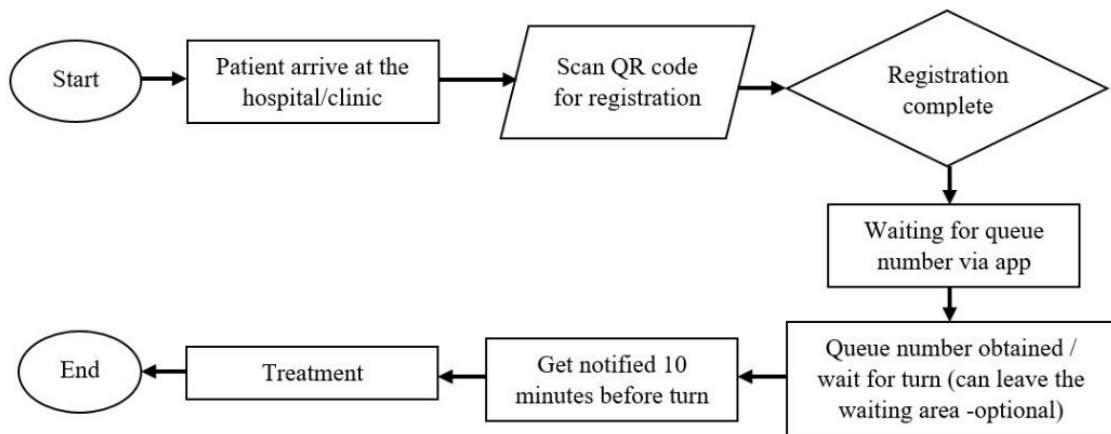 Start
Patient arrive at the
hospital/clinic
Scan QR code
for registration
Registration
complete
Waiting for queue
number via app
Queue number obtained /
wait for turn (can leave the
waiting area -optional)
Get notified 10
minutes before turn
Treatment
End